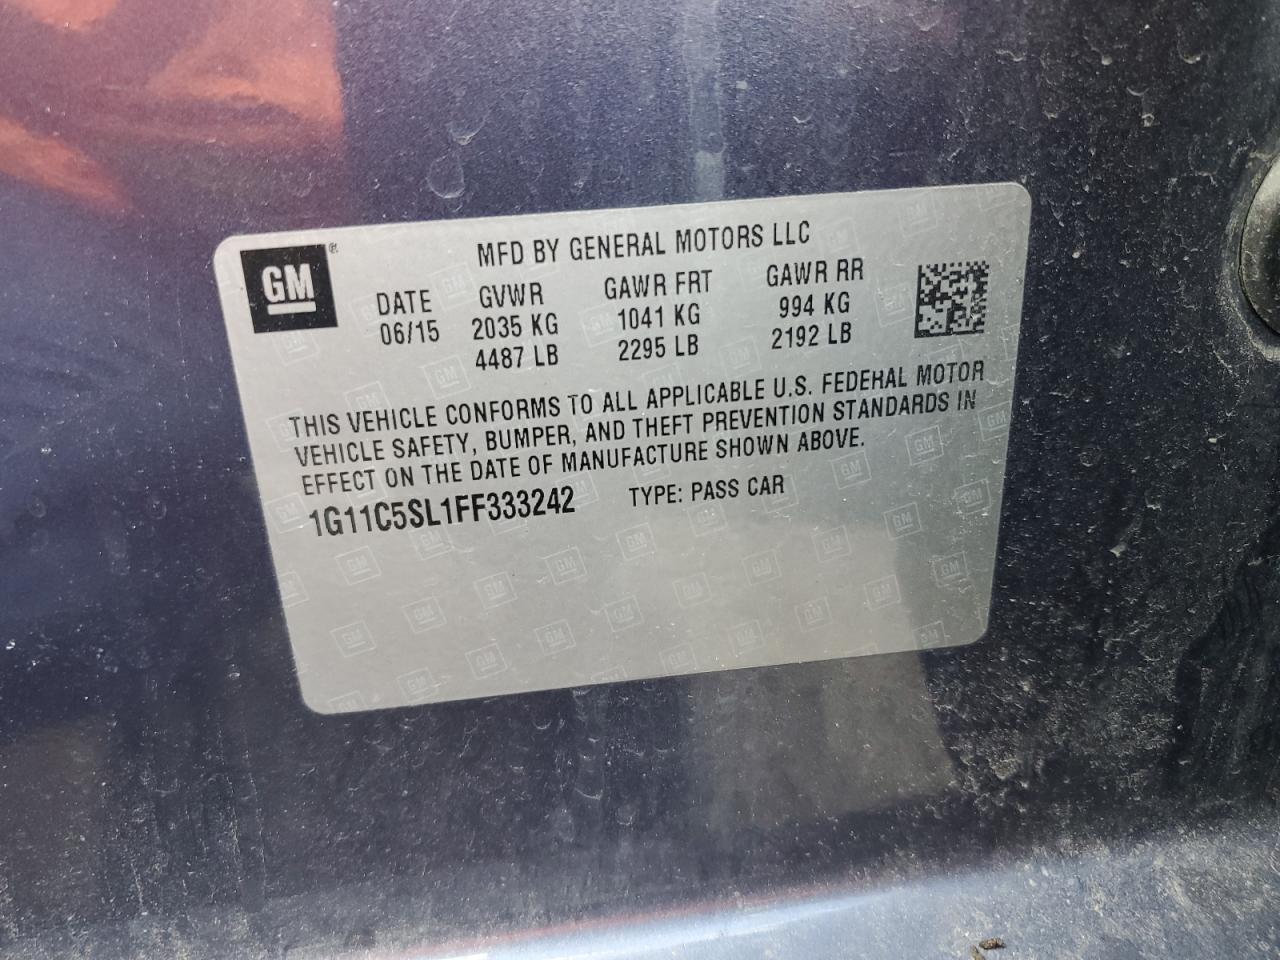 GM
MFD BY GENERAL MOTORS LLC
DATE GVWR GAWR FRT GAWR RR
06/15 2035 KG 1041 KG 994 KG
4487 LB 2295 LB 2192 LB
THIS VEHICLE CONFORMS TO ALL APPLICABLE U.S. FEDERAL MOTOR
VEHICLE SAFETY, BUMPER, AND THEFT PREVENTION STANDARDS IN
EFFECT ON THE DATE OF MANUFACTURE SHOWN ABOVE.
1G11C5SL1FF333242 TYPE: PASS CAR